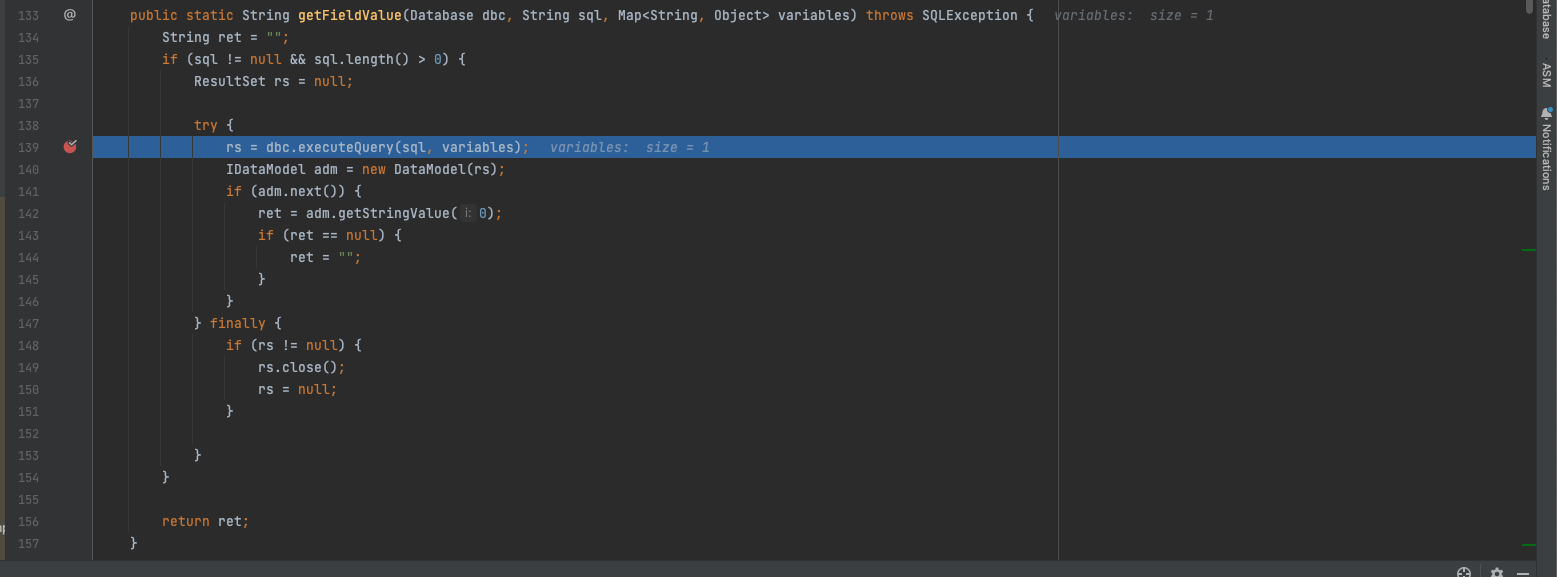 133 @ public static String getFieldValue(Database dbc, String sql, Map<String, Object> variables) throws SQLException {   variables:  size = 1
134     String ret = "";
135     if (sql != null && sql.length() > 0) {
136         ResultSet rs = null;
137
138         try {
139             rs = dbc.executeQuery(sql, variables);   variables:  size = 1
140             IDataModel adm = new DataModel(rs);
141             if (adm.next()) {
142                 ret = adm.getStringValue( i: 0);
143                 if (ret == null) {
144                     ret = "";
145                 }
146             }
147         } finally {
148             if (rs != null) {
149                 rs.close();
150                 rs = null;
151             }
152
153         }
154     }
155
156     return ret;
157 }
atabase
ASM
Notifications